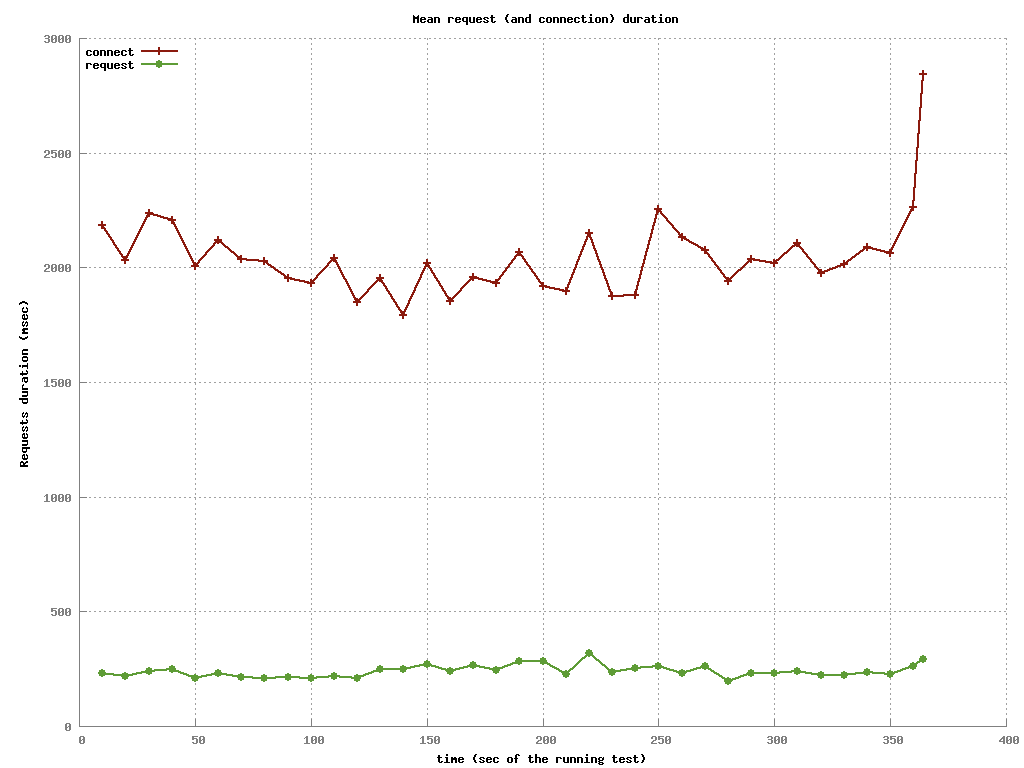 Mean request (and connection) duration
3000
connect
request
2500
2000
1500
1000
500
0
Requests duration (msec)
0 50 100 150 200 250 300 350 400
time (sec of the running test)